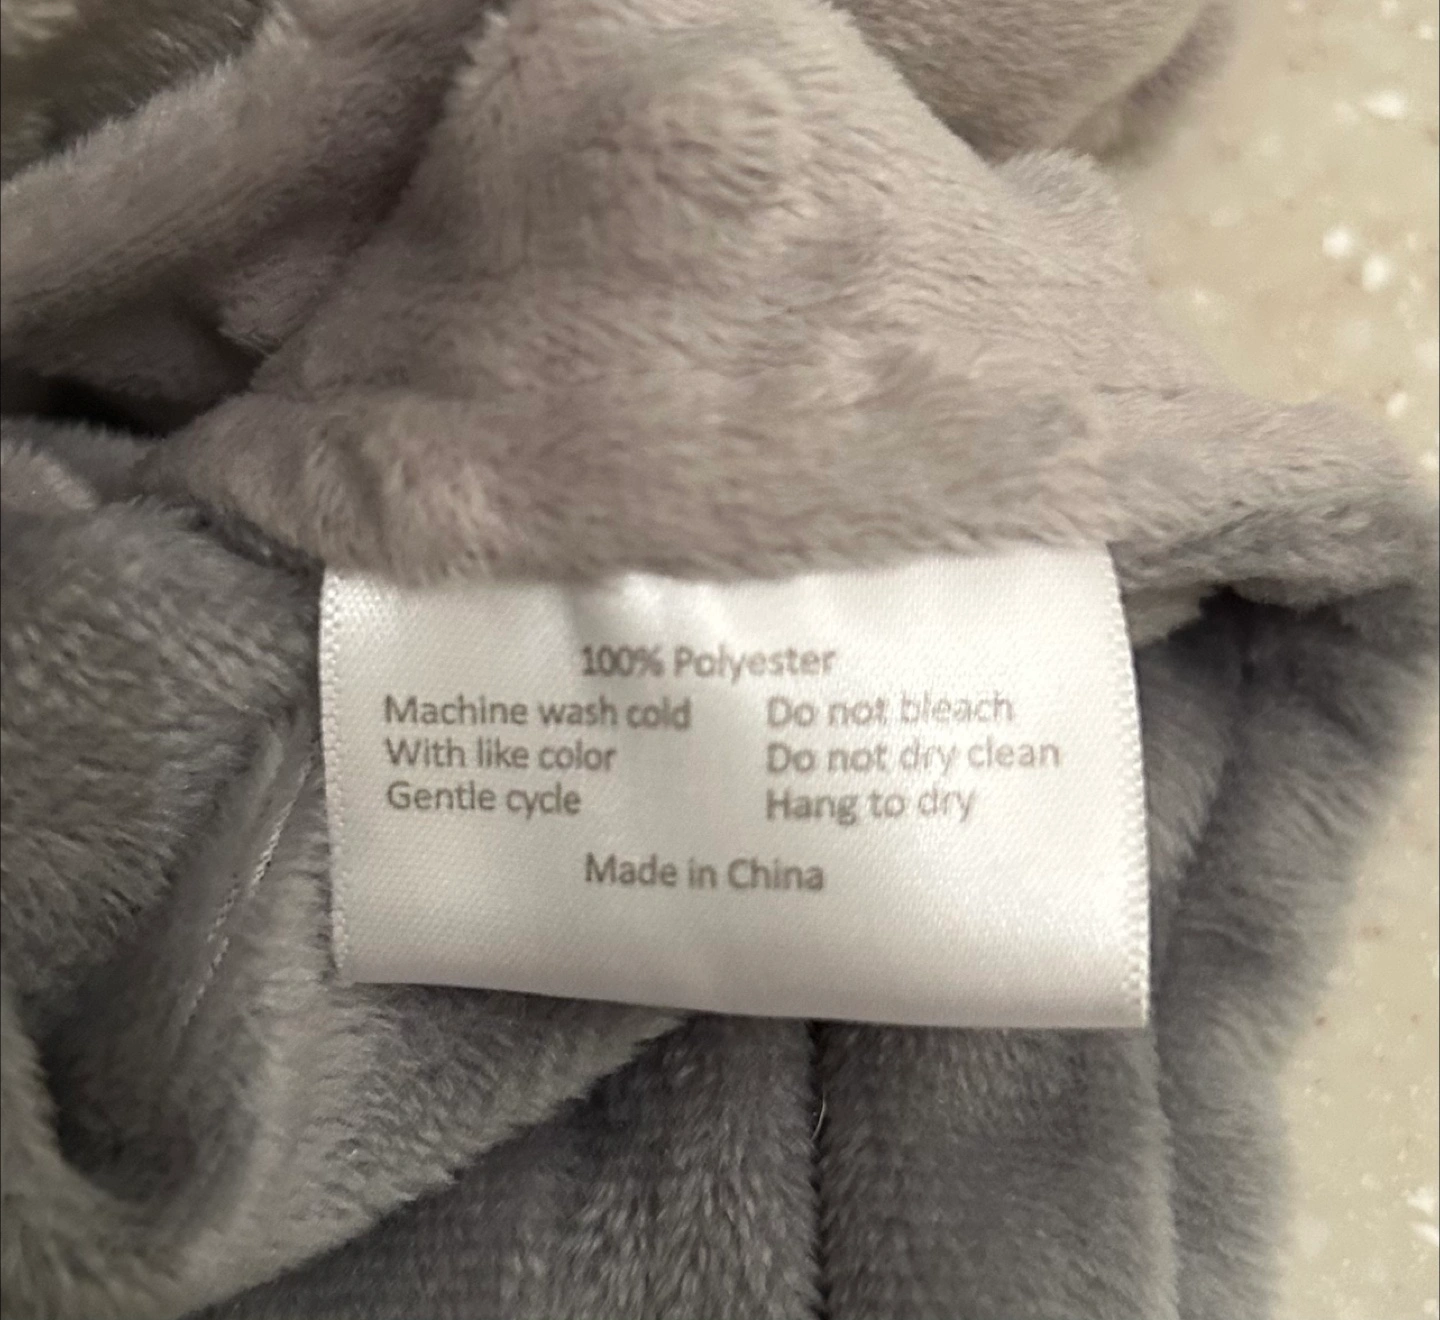 100% Polyester
Machine wash cold
With like color
Gentle cycle
Do not bleach
Do not dry clean
Hang to dry
Made in China